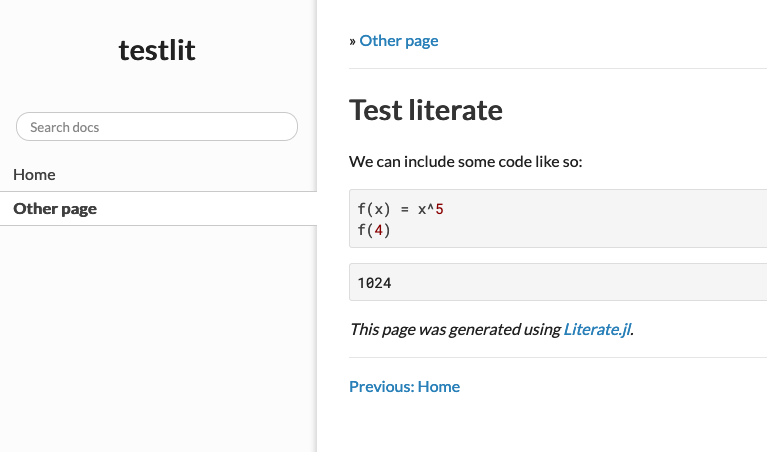 testlit
Search docs
Home
Other page
» Other page
Test literate
We can include some code like so:
f(x) = x^5
f(4)
1024
This page was generated using Literate.jl.
Previous: Home